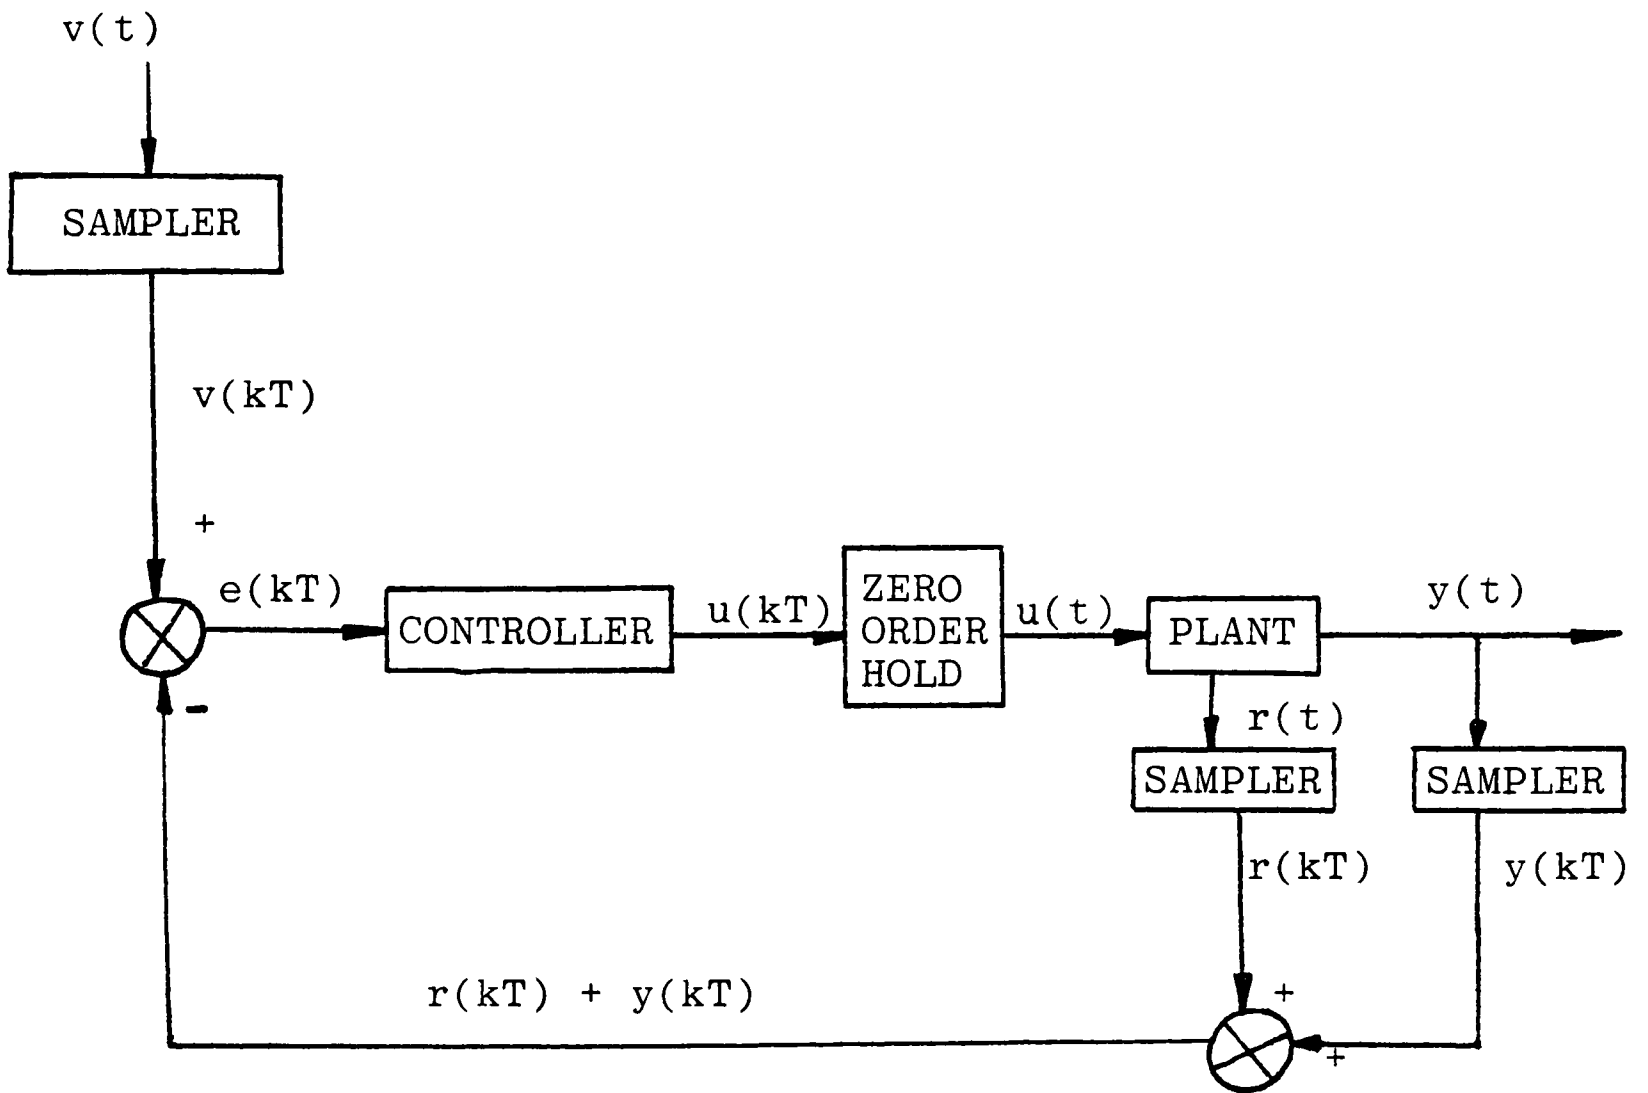 v(t)
SAMPLER
v(kT)
+
e(kT)
CONTROLLER
u(kT)
ZERO
ORDER
HOLD
u(t)
PLANT
y(t)
-
r(t)
SAMPLER
SAMPLER
r(kT)
y(kT)
r(kT) + y(kT)
+
+